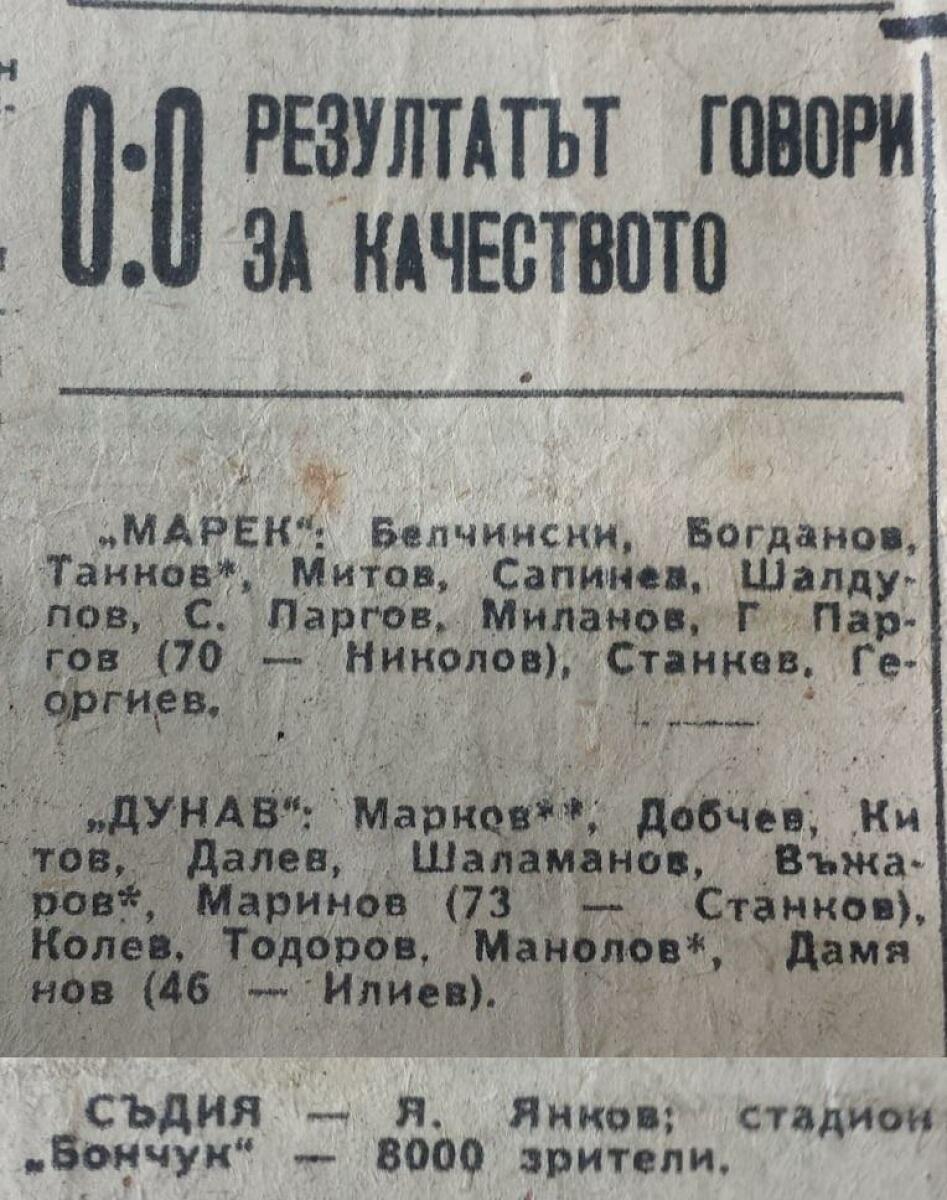 0:0 РЕЗУЛТАТЪТ ГОВОРИ
ЗА КАЧЕСТВОТО
„МАРЕК“: Белчински, Богданов,
Танков*, Митов, Сапинев, Шалду-
пов, С. Паргов, Миланов, Г Пар-
гов (70 — Николов), Станкев, Ге-
оргиев.
„ДУНАВ“: Марков**, Добчев, Ки
тов, Далев, Шаламанов, Въжа-
ров*, Маринов (73 — Станков),
Колев, Тодоров, Манолов*, Дамя
нов (46 — Илиев).
СЪДИЯ — Я. Янков; стадион
„Бончук“ — 8000 зрители.